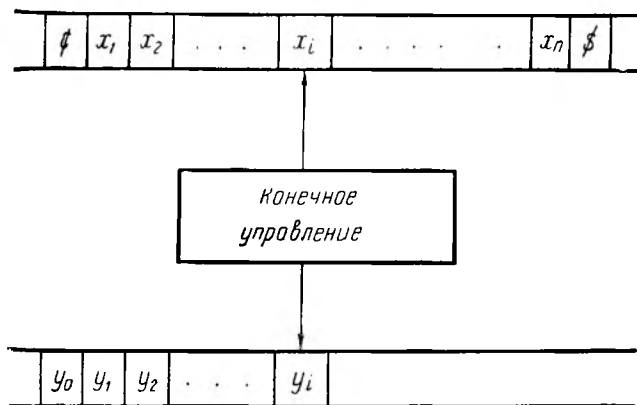 ¢ x₁ x₂ . . . xᵢ . . . . . xₙ $
Конечное
управление
y₀ y₁ y₂ . . . yᵢ